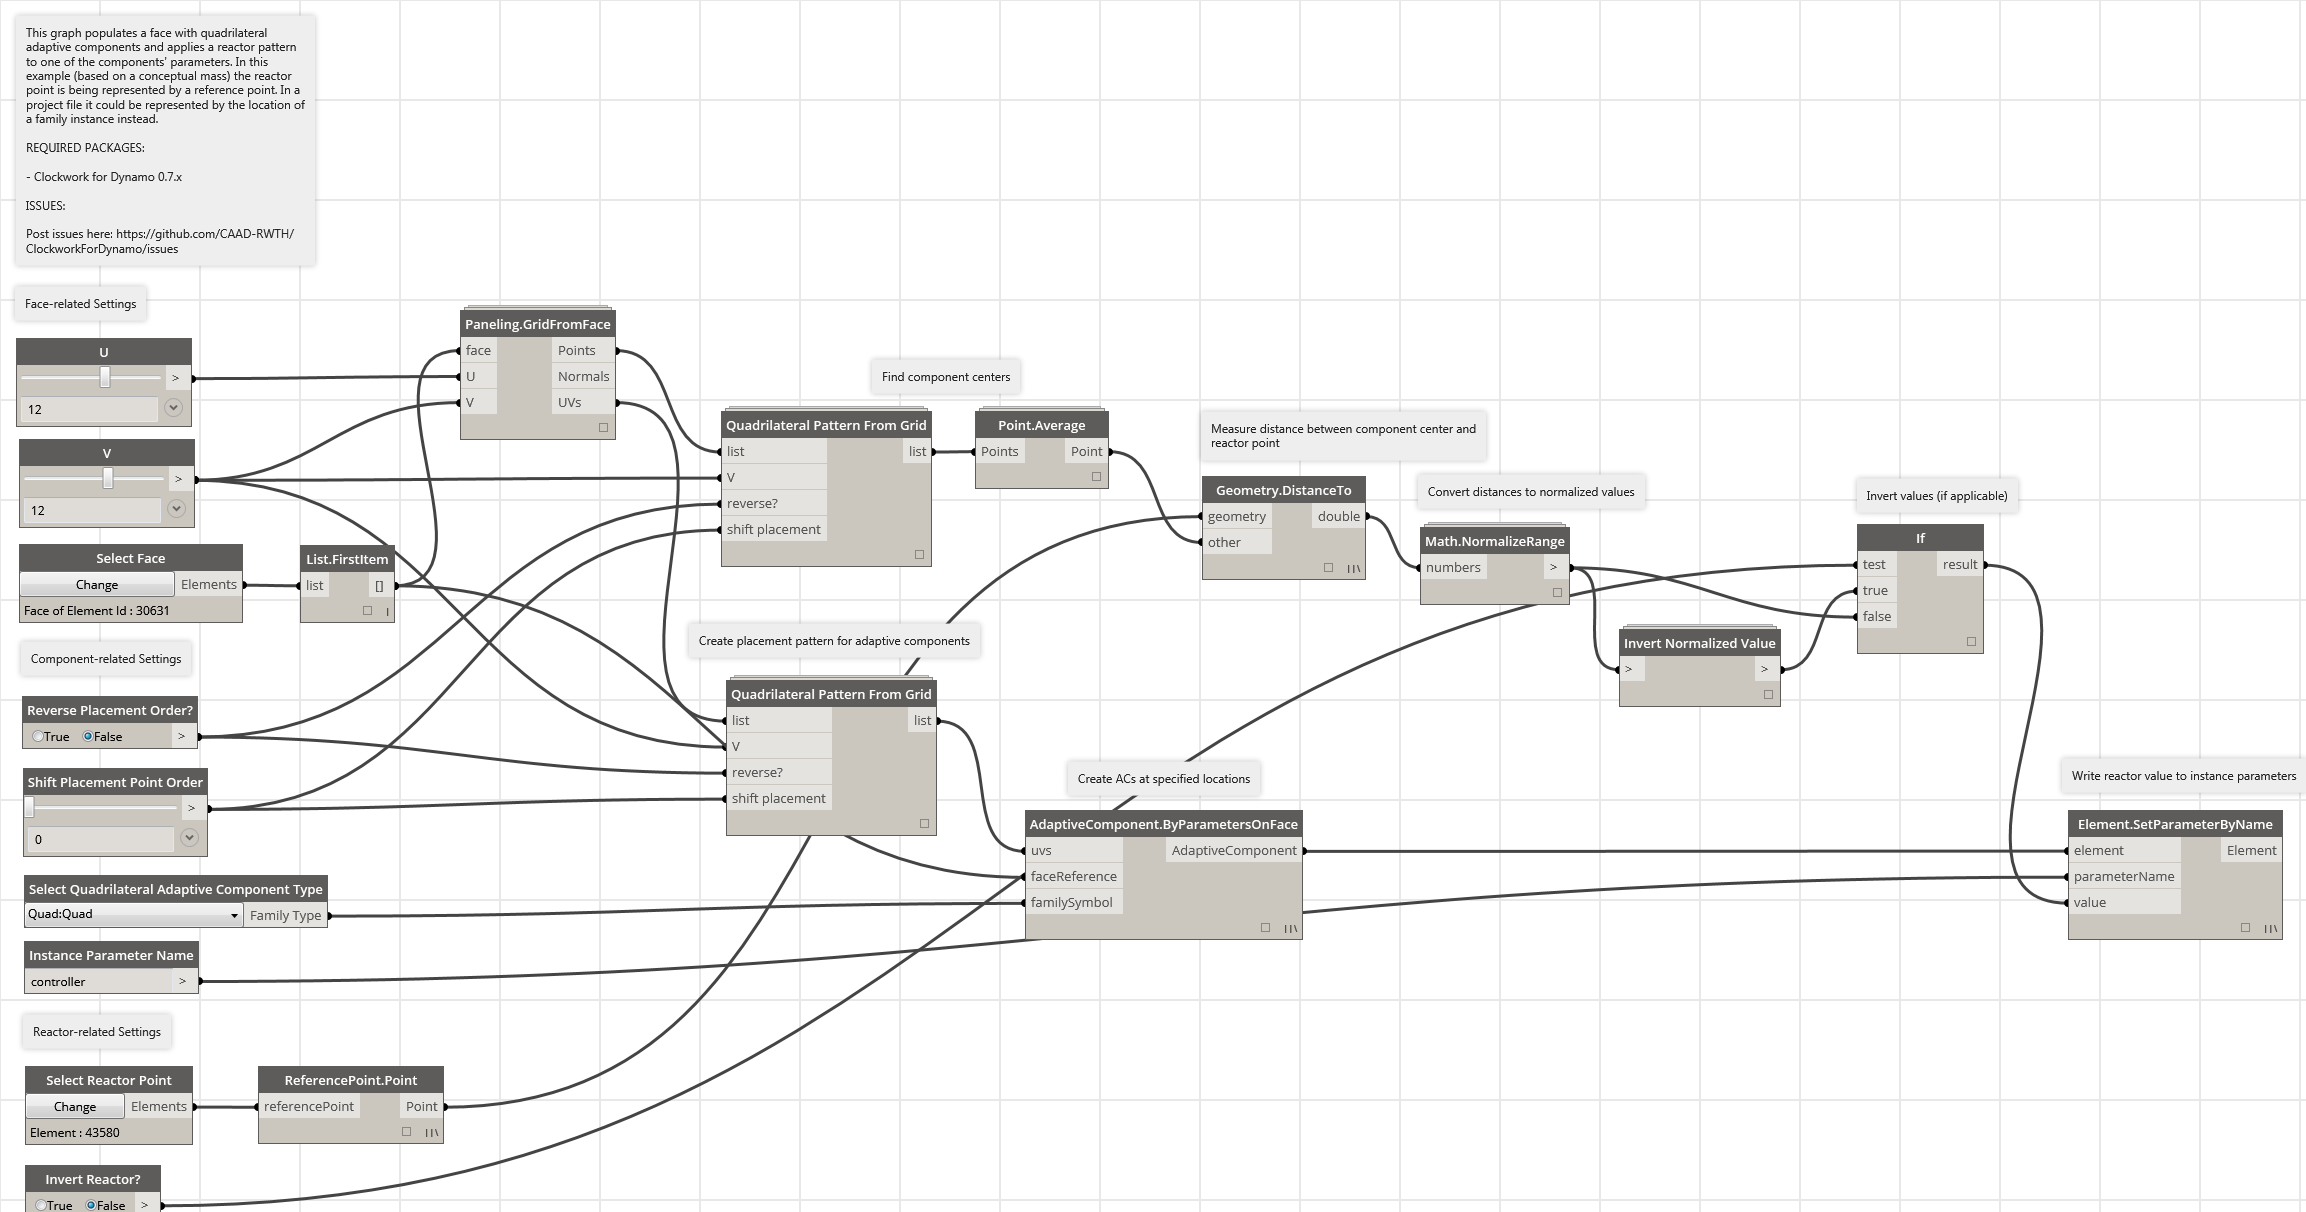 This graph populates a face with quadrilateral
adaptive components and applies a reactor pattern
to one of the components' parameters. In this
example (based on a conceptual mass) the reactor
point is being represented by a reference point. In a
project file it could be represented by the location of
a family instance instead.
REQUIRED PACKAGES:
- Clockwork for Dynamo 0.7.x
ISSUES:
Post issues here: https://github.com/CAAD-RWTH/
ClockworkForDynamo/issues
Face-related Settings
U
>
12
V
>
12
Select Face
Change
Elements
Face of Element Id : 30631
List.FirstItem
list
[]
Component-related Settings
Reverse Placement Order?
True
False
>
Shift Placement Point Order
>
0
Select Quadrilateral Adaptive Component Type
Quad:Quad
Family Type
Instance Parameter Name
controller
>
Reactor-related Settings
Select Reactor Point
Change
Elements
Element : 43580
ReferencePoint.Point
referencePoint
Point
Invert Reactor?
True
False
>
Paneling.GridFromFace
face
Points
U
Normals
V
UVs
Find component centers
Quadrilateral Pattern From Grid
list
list
V
reverse?
shift placement
Point.Average
Points
Point
Create placement pattern for adaptive components
Quadrilateral Pattern From Grid
list
list
V
reverse?
shift placement
Measure distance between component center and
reactor point
Geometry.DistanceTo
geometry
double
other
Convert distances to normalized values
Math.NormalizeRange
numbers
>
Invert Normalized Value
>
>
Invert values (if applicable)
If
test
result
true
false
Create ACs at specified locations
AdaptiveComponent.ByParametersOnFace
uvs
AdaptiveComponent
faceReference
familySymbol
Write reactor value to instance parameters
Element.SetParameterByName
element
Element
parameterName
value